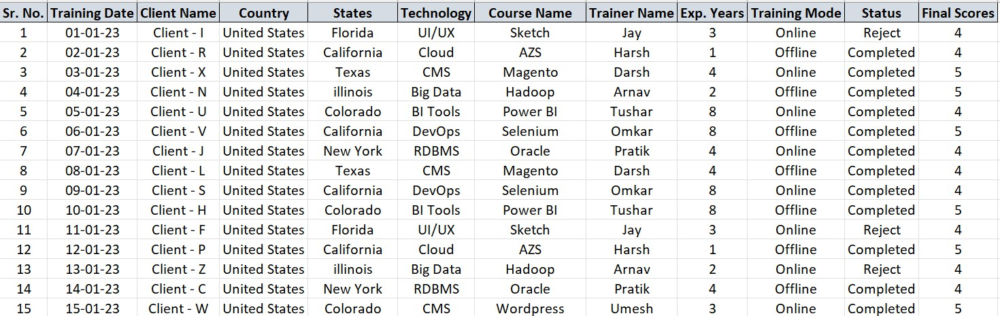 Sr. No. Training Date Client Name Country States Technology Course Name Trainer Name Exp. Years Training Mode Status Final Scores
1 01-01-23 Client - I United States Florida UI/UX Sketch Jay 3 Online Reject 4
2 02-01-23 Client - R United States California Cloud AZS Harsh 1 Offline Completed 4
3 03-01-23 Client - X United States Texas CMS Magento Darsh 4 Online Completed 5
4 04-01-23 Client - N United States illinois Big Data Hadoop Arnav 2 Offline Completed 5
5 05-01-23 Client - U United States Colorado BI Tools Power BI Tushar 8 Online Completed 4
6 06-01-23 Client - V United States California DevOps Selenium Omkar 8 Offline Completed 5
7 07-01-23 Client - J United States New York RDBMS Oracle Pratik 4 Online Completed 4
8 08-01-23 Client - L United States Texas CMS Magento Darsh 4 Offline Completed 4
9 09-01-23 Client - S United States California DevOps Selenium Omkar 8 Online Completed 4
10 10-01-23 Client - H United States Colorado BI Tools Power BI Tushar 8 Offline Completed 5
11 11-01-23 Client - F United States Florida UI/UX Sketch Jay 3 Online Reject 4
12 12-01-23 Client - P United States California Cloud AZS Harsh 1 Offline Completed 5
13 13-01-23 Client - Z United States illinois Big Data Hadoop Arnav 2 Online Reject 4
14 14-01-23 Client - C United States New York RDBMS Oracle Pratik 4 Offline Completed 4
15 15-01-23 Client - W United States Colorado CMS Wordpress Umesh 3 Online Completed 5